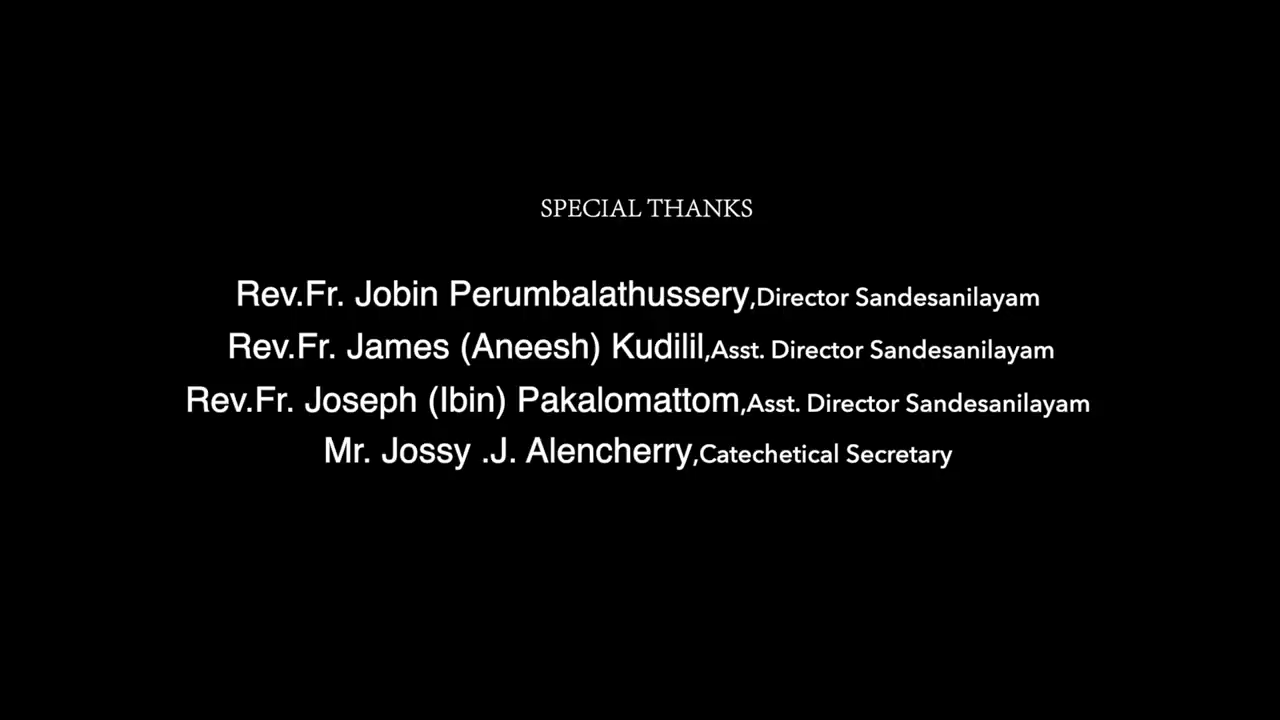 SPECIAL THANKS
Rev.Fr. Jobin Perumbalathussery,Director Sandesanilayam
Rev.Fr. James (Aneesh) Kudilil,Asst. Director Sandesanilayam
Rev.Fr. Joseph (Ibin) Pakalomattom,Asst. Director Sandesanilayam
Mr. Jossy .J. Alencherry,Catechetical Secretary